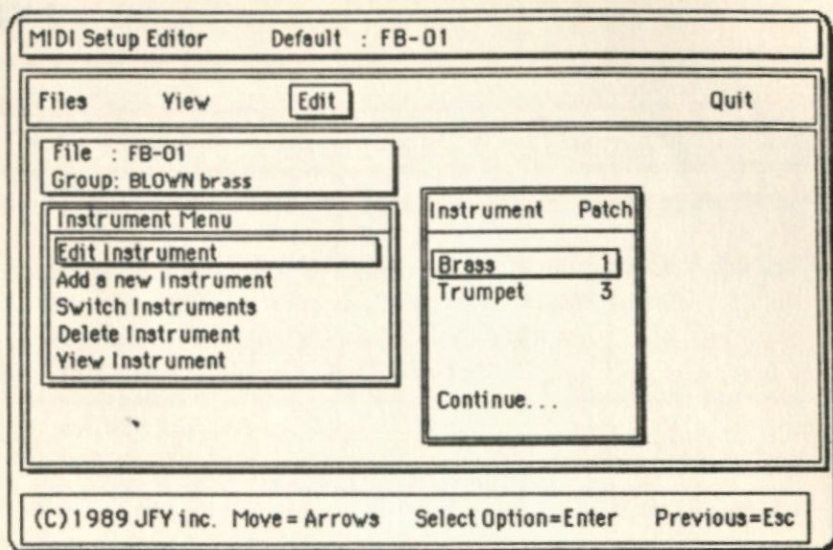 MIDI Setup Editor Default : FB-01
Files View Edit Quit
File : FB-01
Group: BLOWN brass
Instrument Menu
Edit Instrument
Add a new Instrument
Switch Instruments
Delete Instrument
View Instrument
Instrument Patch
Brass 1
Trumpet 3
Continue...
(C)1989 JFY inc. Move = Arrows Select Option=Enter Previous=Esc